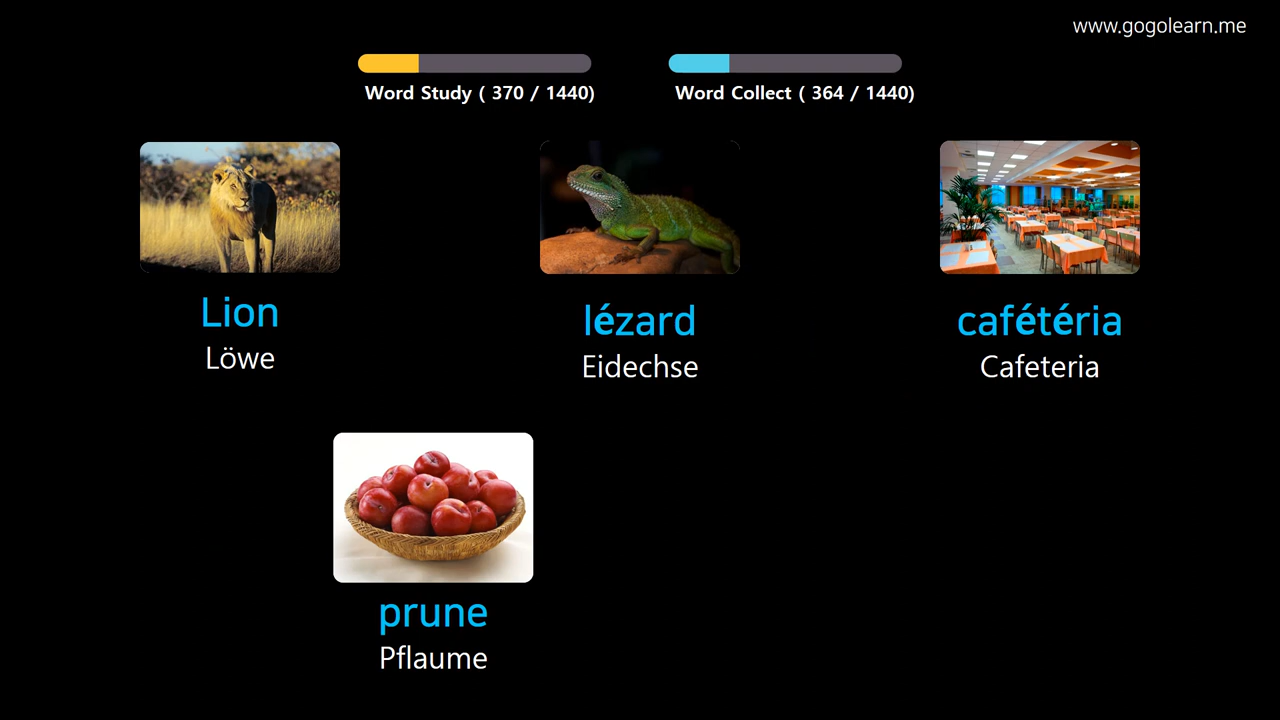 www.gogolearn.me
Word Study ( 370 / 1440)
Word Collect ( 364 / 1440)
Lion
Löwe
lézard
Eidechse
cafétéria
Cafeteria
prune
Pflaume